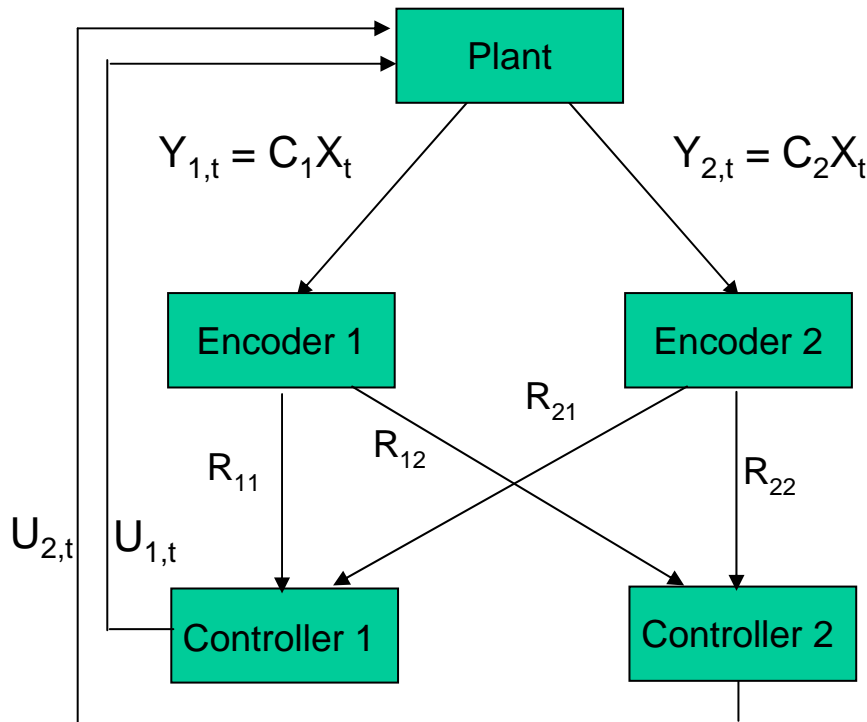 Plant
Y₁,ₜ = C₁Xₜ
Y₂,ₜ = C₂Xₜ
Encoder 1
Encoder 2
R₂₁
R₁₂
R₁₁
R₂₂
U₂,ₜ
U₁,ₜ
Controller 1
Controller 2